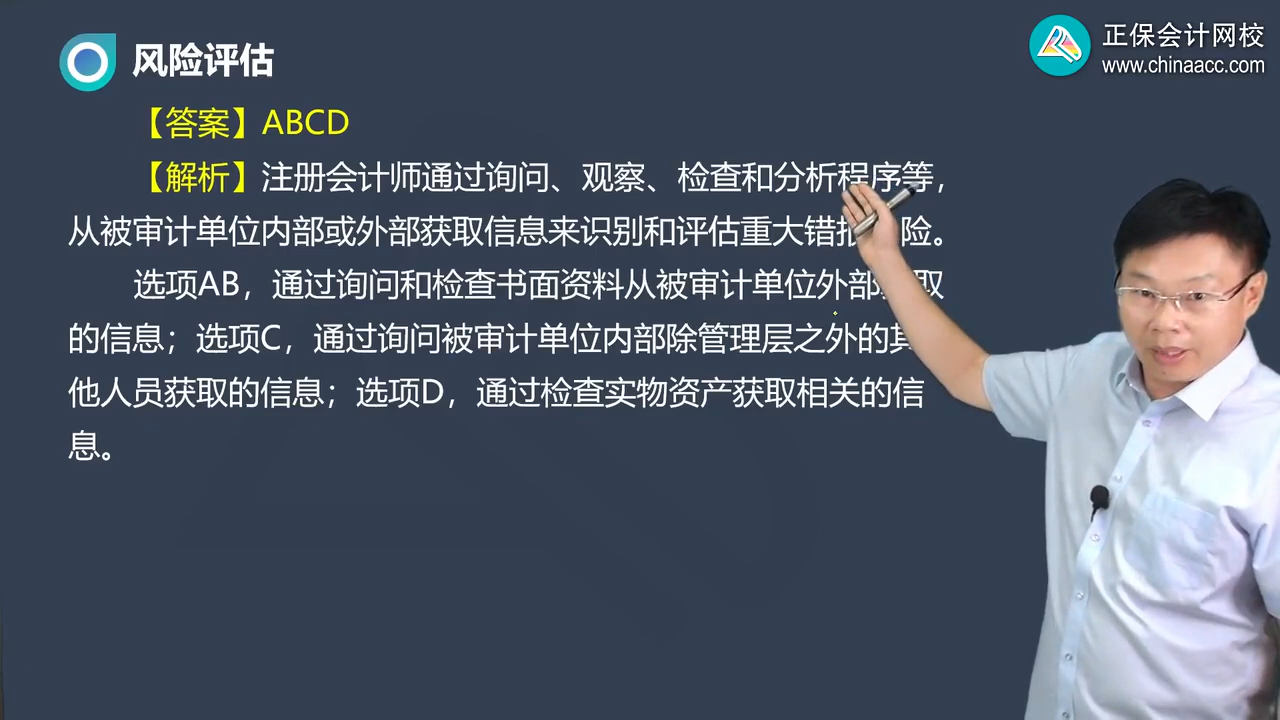 风险评估
正保会计网校
www.chinaacc.com
【答案】ABCD
【解析】注册会计师通过询问、观察、检查和分析程序等，
从被审计单位内部或外部获取信息来识别和评估重大错报 险。
选项AB，通过询问和检查书面资料从被审计单位外部 取
的信息；选项C，通过询问被审计单位内部除管理层之外的其
他人员获取的信息；选项D，通过检查实物资产获取相关的信
息。